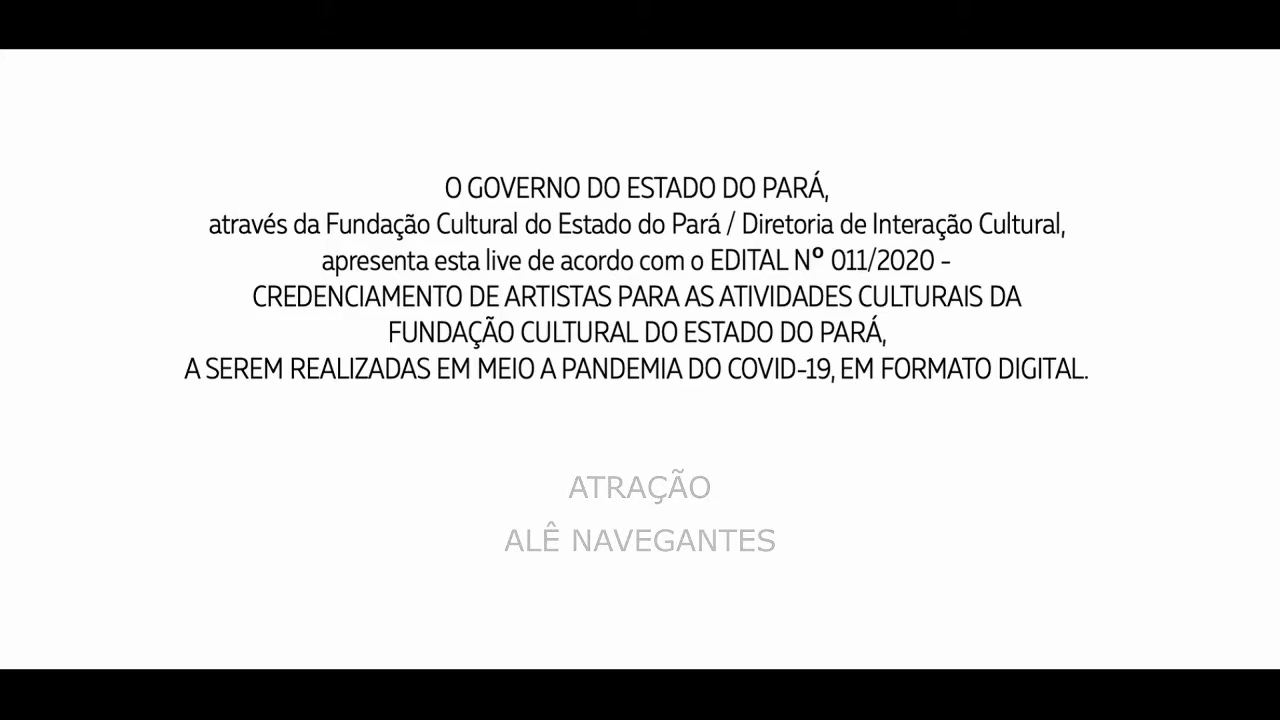 O GOVERNO DO ESTADO DO PARÁ,
através da Fundação Cultural do Estado do Pará / Diretoria de Interação Cultural,
apresenta esta live de acordo com o EDITAL Nº 011/2020 -
CREDENCIAMENTO DE ARTISTAS PARA AS ATIVIDADES CULTURAIS DA
FUNDAÇÃO CULTURAL DO ESTADO DO PARÁ,
A SEREM REALIZADAS EM MEIO A PANDEMIA DO COVID-19, EM FORMATO DIGITAL.
ATRAÇÃO
ALÊ NAVEGANTES